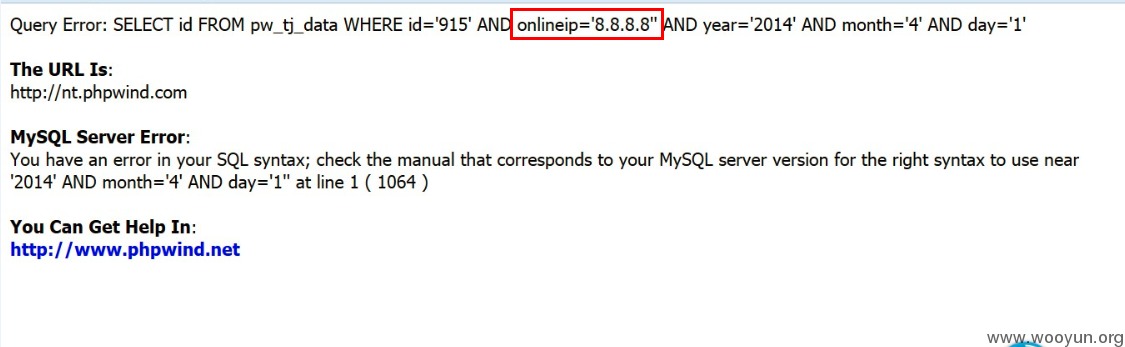 Query Error: SELECT id FROM pw_tj_data WHERE id='915' AND onlineip='8.8.8.8'' AND year='2014' AND month='4' AND day='1'
The URL Is:
http://nt.phpwind.com
MySQL Server Error:
You have an error in your SQL syntax; check the manual that corresponds to your MySQL server version for the right syntax to use near
'2014' AND month='4' AND day='1'' at line 1 ( 1064 )
You Can Get Help In:
http://www.phpwind.net
www.wooyun.org